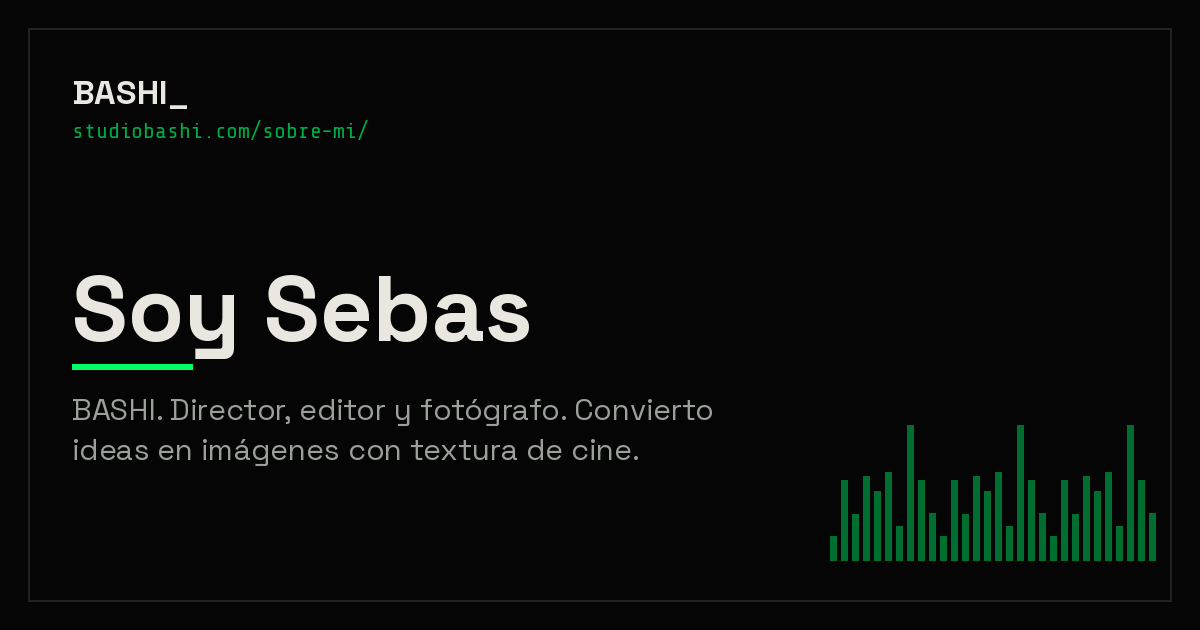 BASHI_
studiobashi.com/sobre-mi/
Soy Sebas
BASHI. Director, editor y fotógrafo. Convierto
ideas en imágenes con textura de cine.